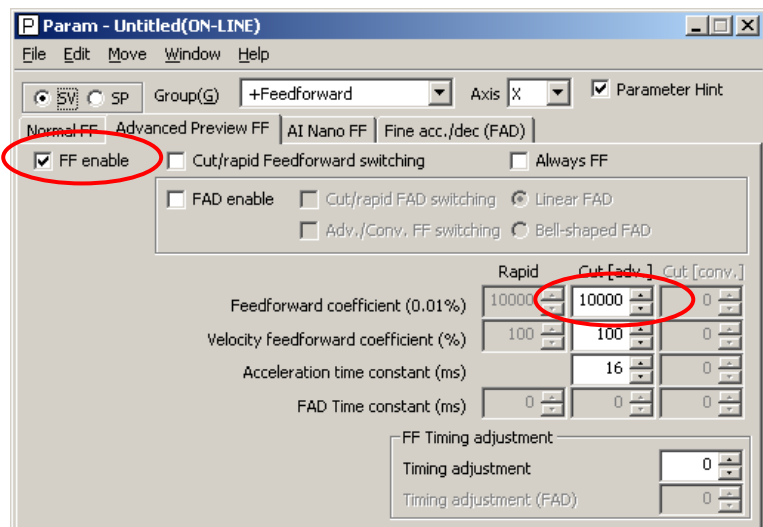 P Param - Untitled(ON-LINE)
File Edit Move Window Help
SV SP Group(G) +Feedforward Axis X Parameter Hint
Normal FF Advanced Preview FF AI Nano FF Fine acc./dec (FAD)
FF enable Cut/rapid Feedforward switching Always FF
FAD enable Cut/rapid FAD switching Linear FAD
Adv./Conv. FF switching Bell-shaped FAD
Rapid Cut [adv.] Cut [conv.]
Feedforward coefficient (0.01%) 10000 10000 0
Velocity feedforward coefficient (%) 100 100 0
Acceleration time constant (ms) 16 0
FAD Time constant (ms) 0 0 0
FF Timing adjustment
Timing adjustment 0
Timing adjustment (FAD) 0